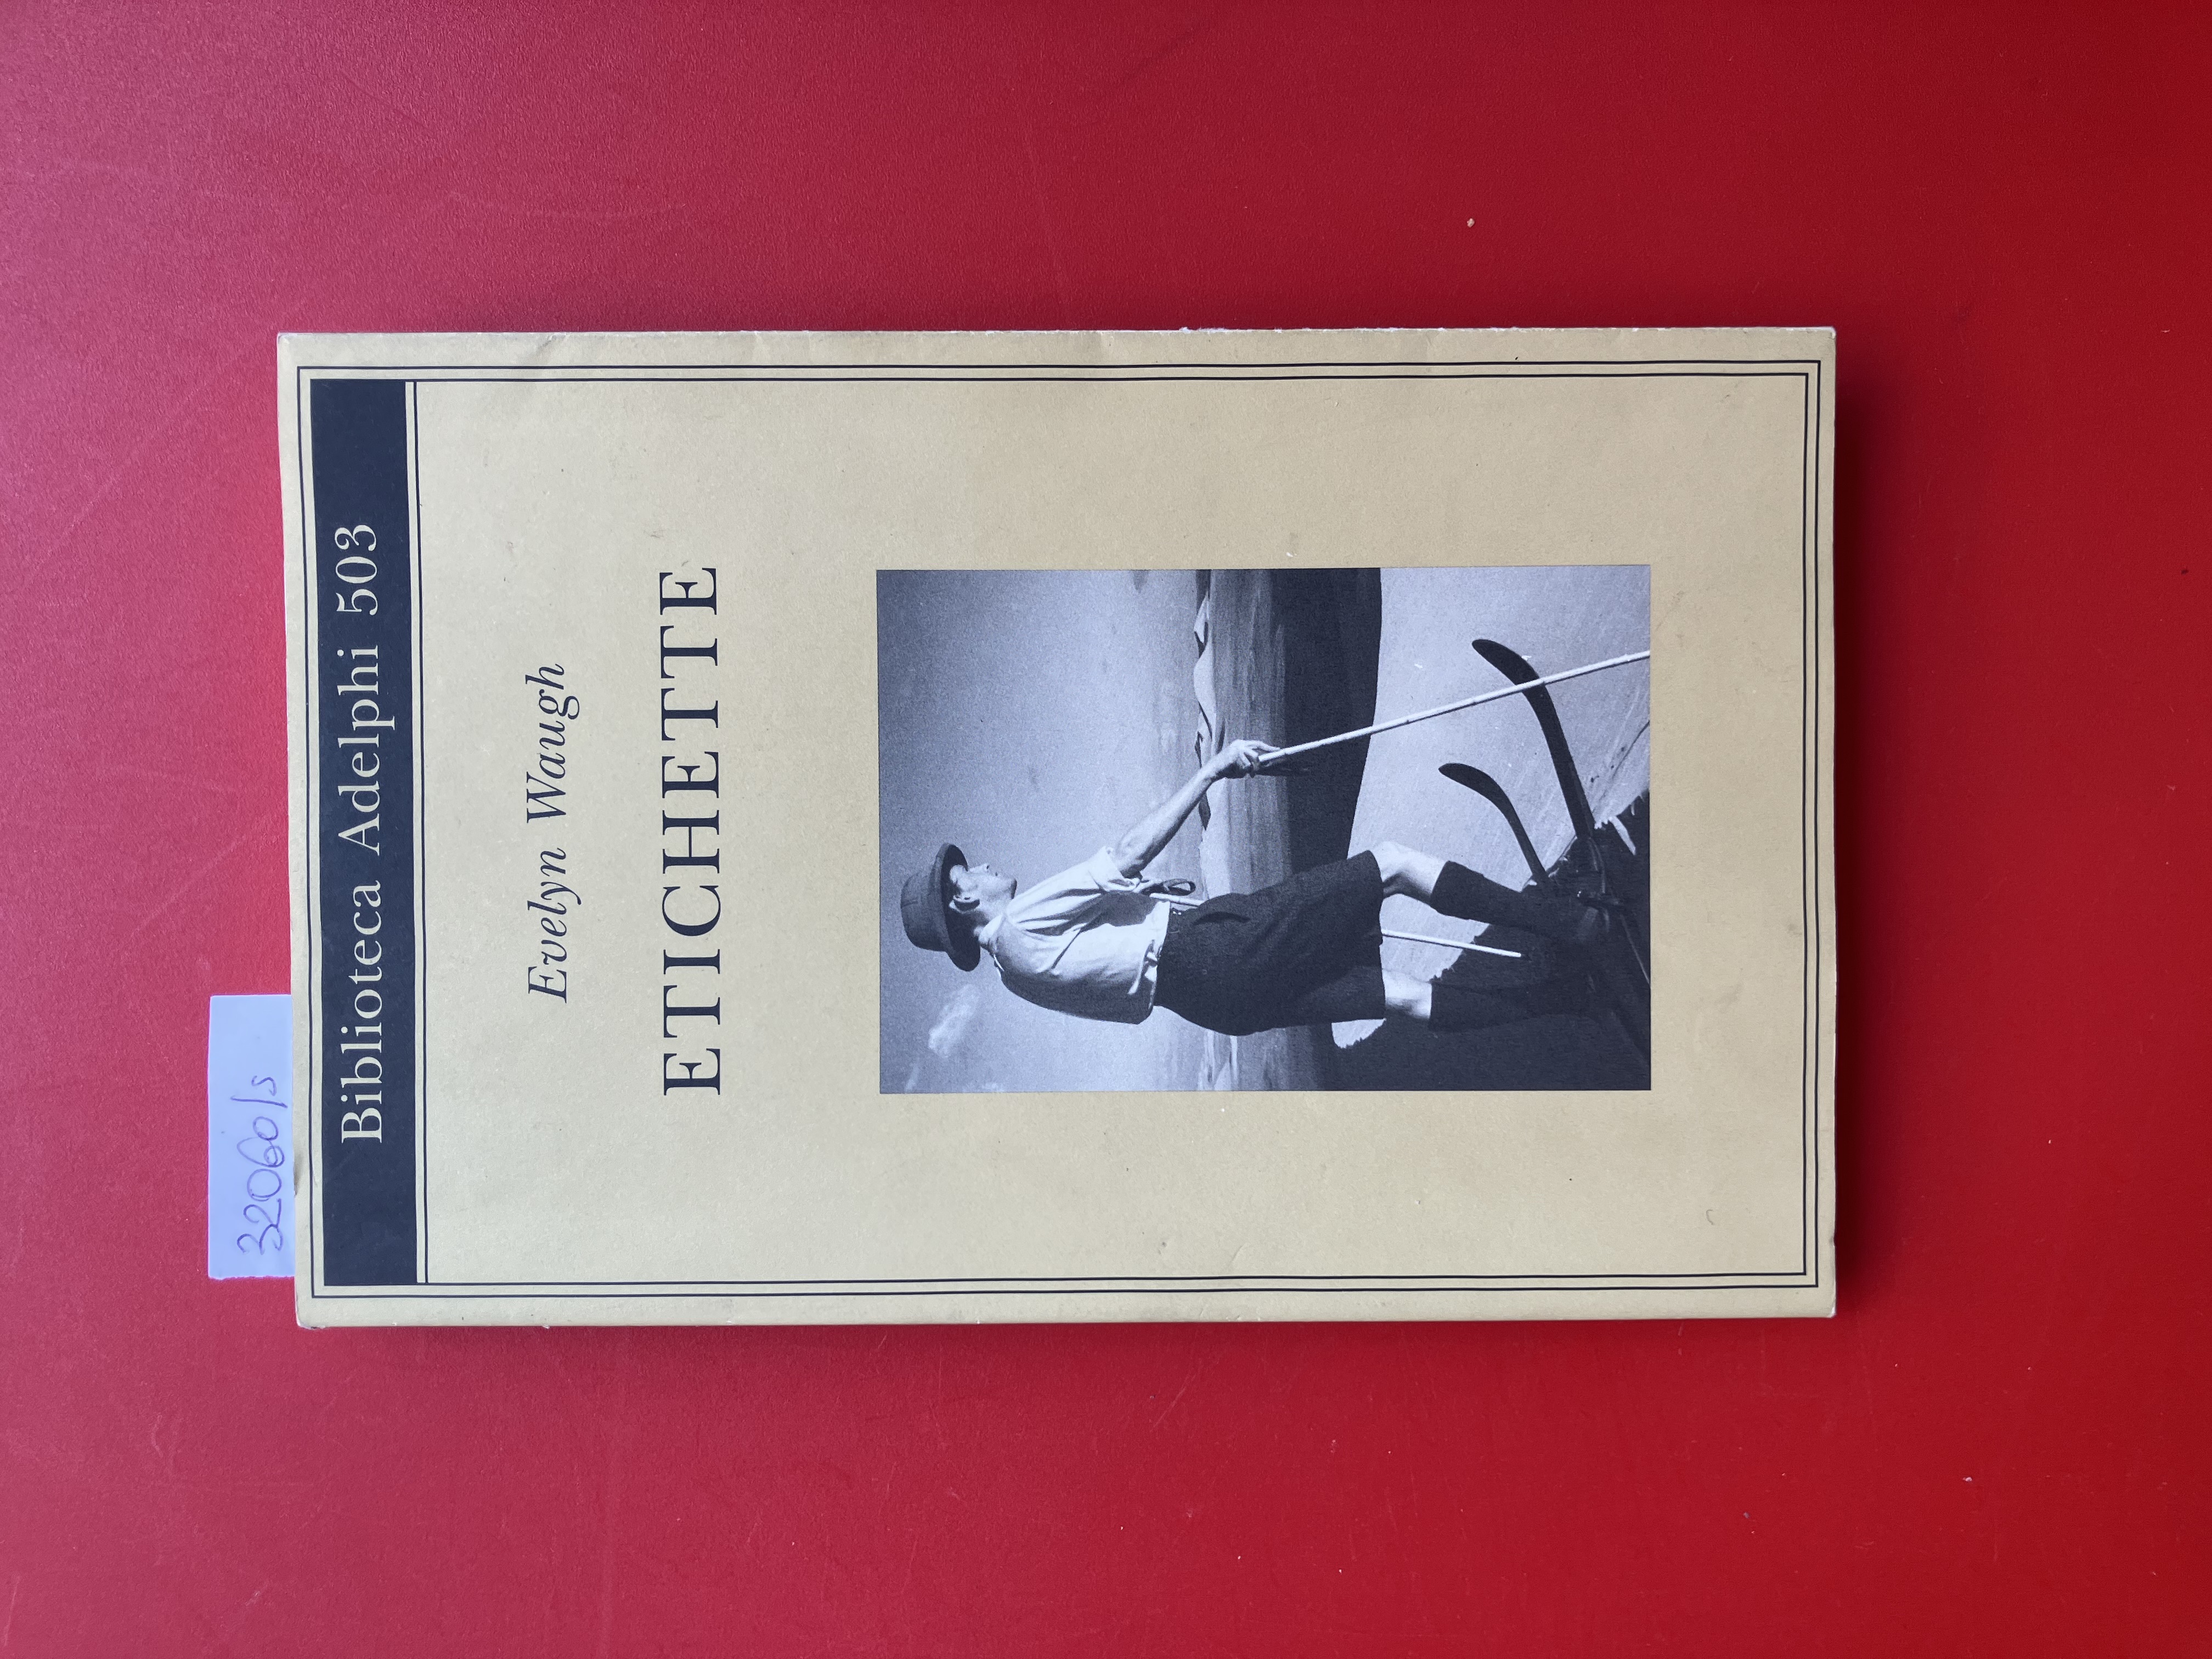 32060/s
Biblioteca Adelphi 503
Evelyn Waugh
ETICHETTE